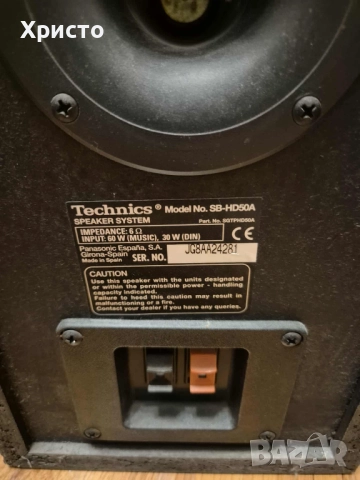 Христо
Technics® Model No. SB-HD50A
SPEAKER SYSTEM Part. No. SGTPHD50A
IMPEDANCE: 6 Ω
INPUT: 60 W (MUSIC), 30 W (DIN)
Panasonic España, S.A.
Girona-Spain
Made in Spain SER. NO. JG8AA24281
CE
CAUTION
Use this speaker with the units designated
or within the permissible power - handling
capacity indicated.
Failure to heed this caution may result in
malfunctioning or a fire.
Contact your dealer if you have any queries.
BAZAR
bg